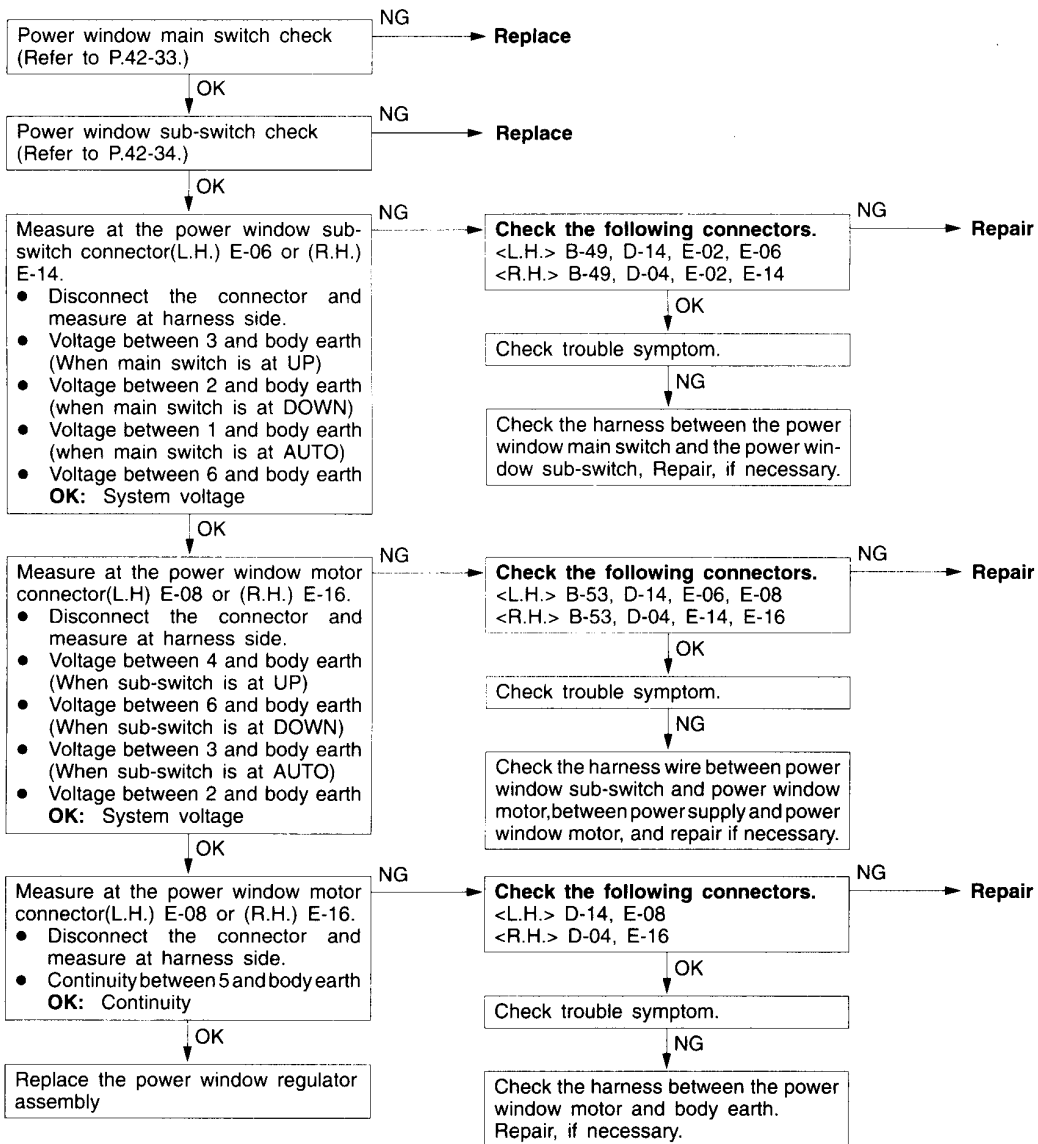 Power window main switch check
(Refer to P.42-33.)
NG
Replace
OK
Power window sub-switch check
(Refer to P.42-34.)
NG
Replace
OK
Measure at the power window sub-
switch connector(L.H.) E-06 or (R.H.)
E-14.
● Disconnect the connector and
measure at harness side.
● Voltage between 3 and body earth
(When main switch is at UP)
● Voltage between 2 and body earth
(when main switch is at DOWN)
● Voltage between 1 and body earth
(when main switch is at AUTO)
● Voltage between 6 and body earth
OK: System voltage
NG
Check the following connectors.
<L.H.> B-49, D-14, E-02, E-06
<R.H.> B-49, D-04, E-02, E-14
NG
Repair
OK
Check trouble symptom.
NG
Check the harness between the power
window main switch and the power win-
dow sub-switch, Repair, if necessary.
OK
Measure at the power window motor
connector(L.H) E-08 or (R.H.) E-16.
● Disconnect the connector and
measure at harness side.
● Voltage between 4 and body earth
(When sub-switch is at UP)
● Voltage between 6 and body earth
(When sub-switch is at DOWN)
● Voltage between 3 and body earth
(When sub-switch is at AUTO)
● Voltage between 2 and body earth
OK: System voltage
NG
Check the following connectors.
<L.H.> B-53, D-14, E-06, E-08
<R.H.> B-53, D-04, E-14, E-16
NG
Repair
OK
Check trouble symptom.
NG
Check the harness wire between power
window sub-switch and power window
motor,between power supply and power
window motor, and repair if necessary.
OK
Measure at the power window motor
connector(L.H.) E-08 or (R.H.) E-16.
● Disconnect the connector and
measure at harness side.
● Continuity between 5 and body earth
OK: Continuity
NG
Check the following connectors.
<L.H.> D-14, E-08
<R.H.> D-04, E-16
NG
Repair
OK
Check trouble symptom.
NG
Check the harness between the power
window motor and body earth.
Repair, if necessary.
OK
Replace the power window regulator
assembly